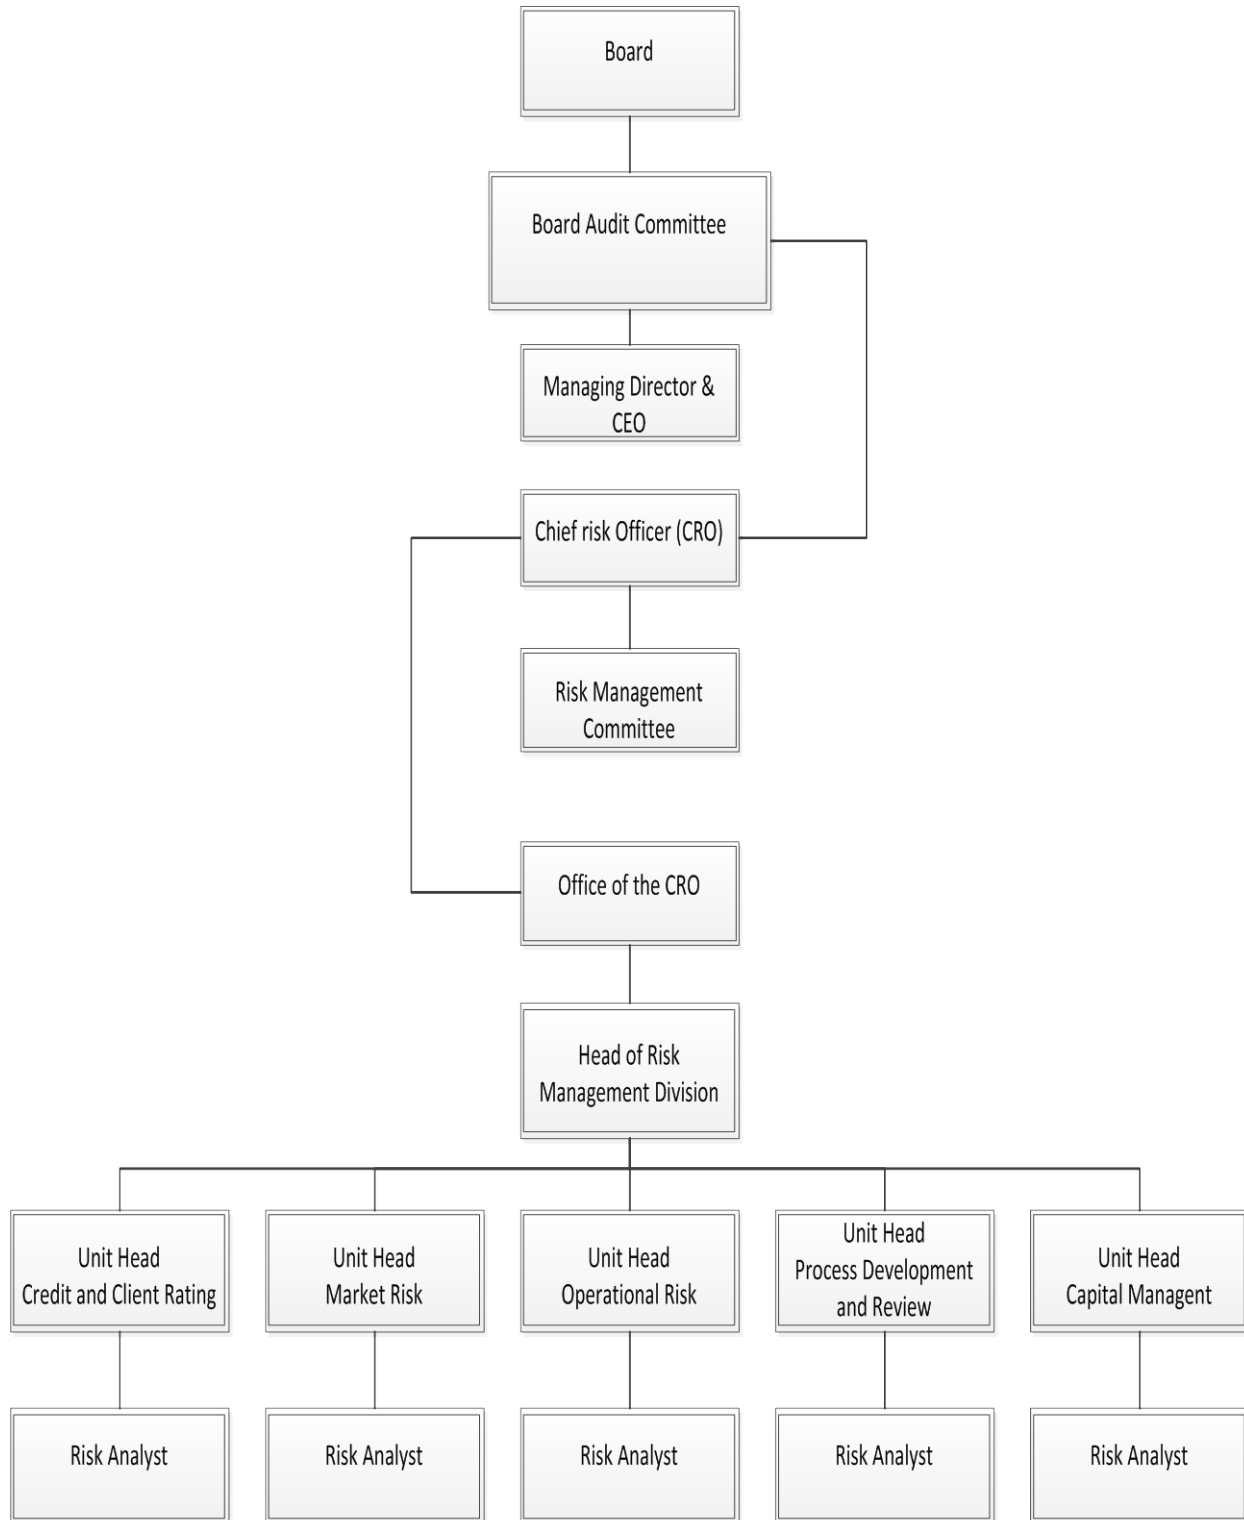 Board
Board Audit Committee
Managing Director &
CEO
Chief risk Officer (CRO)
Risk Management
Committee
Office of the CRO
Head of Risk
Management Division
Unit Head
Credit and Client Rating
Unit Head
Market Risk
Unit Head
Operational Risk
Unit Head
Process Development
and Review
Unit Head
Capital Managent
Risk Analyst
Risk Analyst
Risk Analyst
Risk Analyst
Risk Analyst